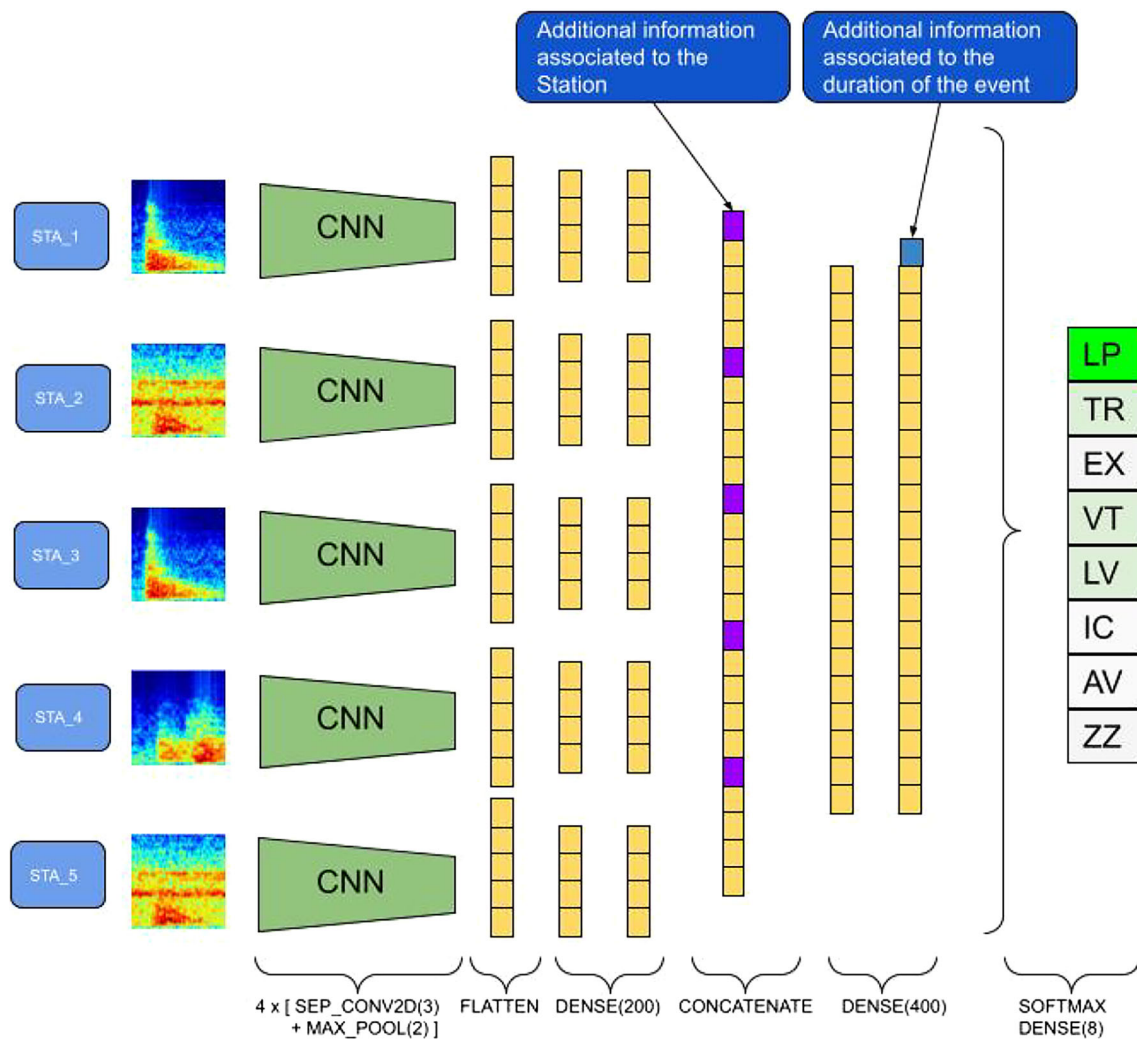 Additional information
associated to the
Station
Additional information
associated to the
duration of the event
STA_1
CNN
STA_2
CNN
STA_3
CNN
STA_4
CNN
STA_5
CNN
LP
TR
EX
VT
LV
IC
AV
ZZ
4 x [ SEP_CONV2D(3)
+ MAX_POOL(2) ]
FLATTEN
DENSE(200)
CONCATENATE
DENSE(400)
SOFTMAX
DENSE(8)